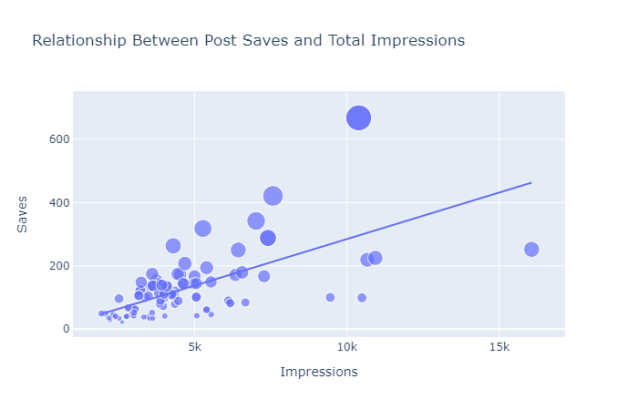 Relationship Between Post Saves and Total Impressions
600
400
200
0
Saves
5k
10k
15k
Impressions